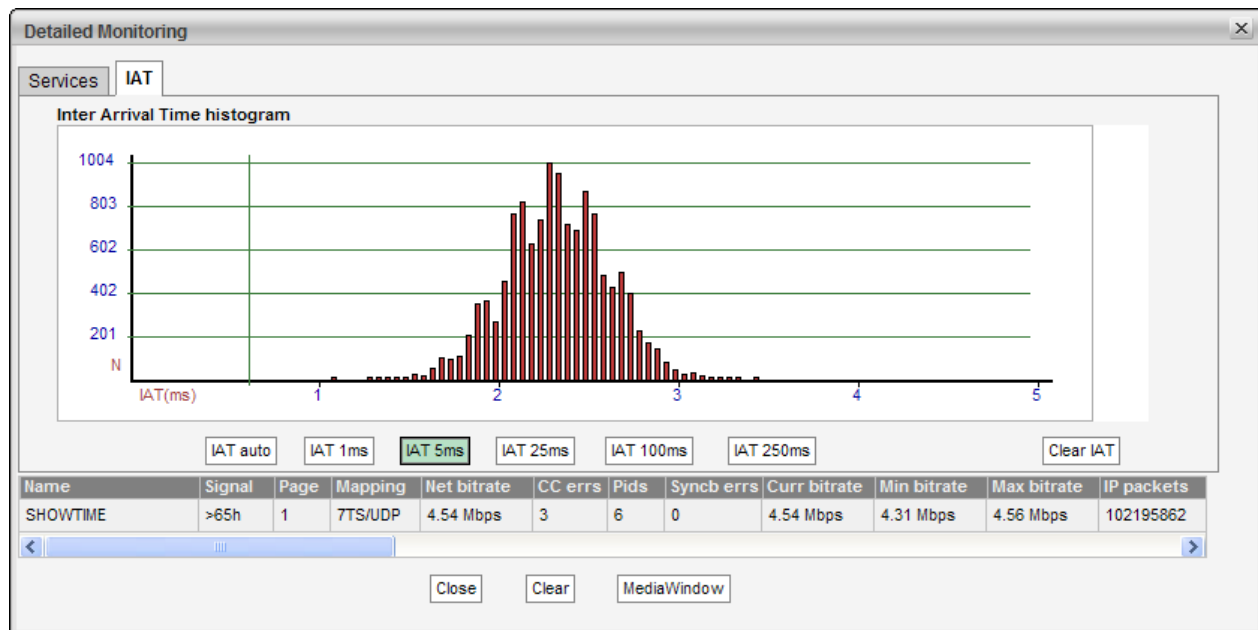 Detailed Monitoring
Services IAT
Inter Arrival Time histogram
1004
803
602
402
201
N
IAT(ms) 1 2 3 4 5
IAT auto IAT 1ms IAT 5ms IAT 25ms IAT 100ms IAT 250ms Clear IAT
Name Signal Page Mapping Net bitrate CC errs Pids Syncb errs Curr bitrate Min bitrate Max bitrate IP packets
SHOWTIME >65h 1 7TS/UDP 4.54 Mbps 3 6 0 4.54 Mbps 4.31 Mbps 4.56 Mbps 102195862
Close Clear MediaWindow